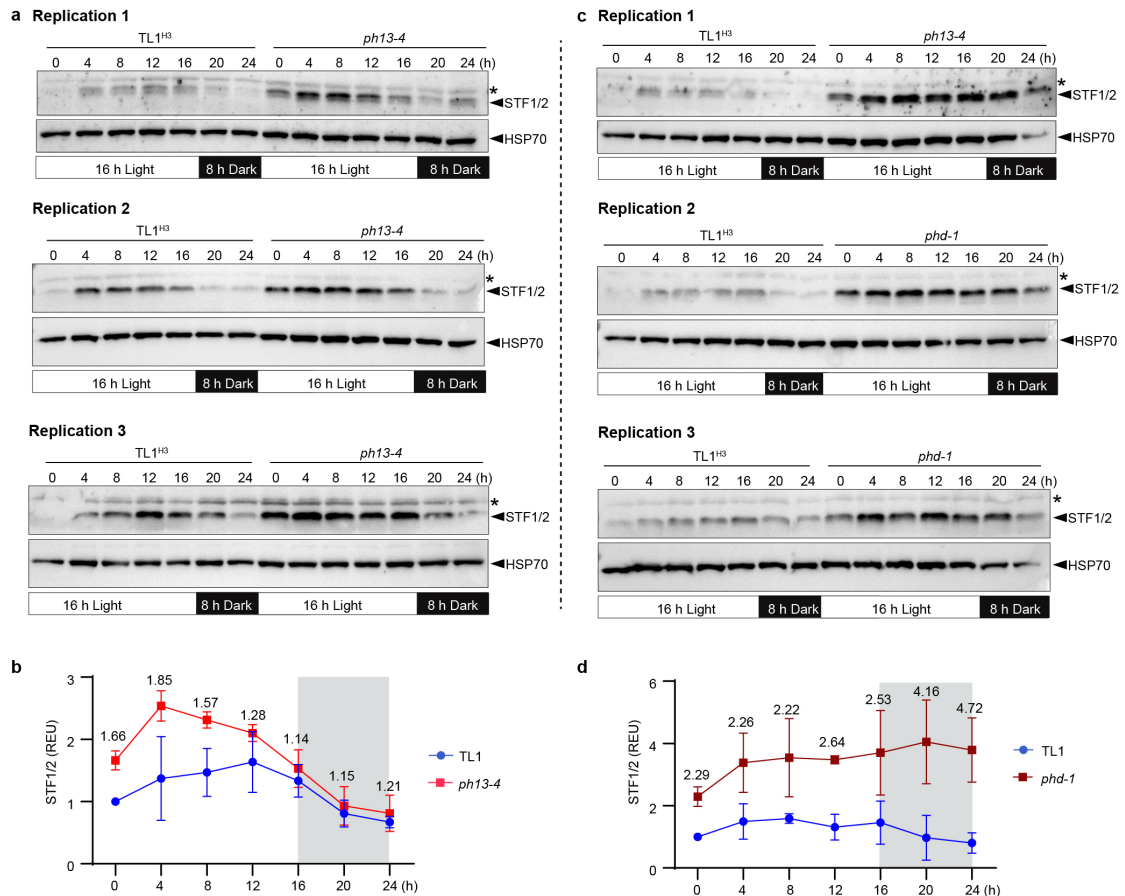 a Replication 1
TL1H3 ph13-4
0 4 8 12 16 20 24 0 4 8 12 16 20 24 (h)
*
STF1/2
HSP70
16 h Light 8 h Dark 16 h Light 8 h Dark
Replication 2
TL1H3 ph13-4
0 4 8 12 16 20 24 0 4 8 12 16 20 24 (h)
*
STF1/2
HSP70
16 h Light 8 h Dark 16 h Light 8 h Dark
Replication 3
TL1H3 ph13-4
0 4 8 12 16 20 24 0 4 8 12 16 20 24 (h)
*
STF1/2
HSP70
16 h Light 8 h Dark 16 h Light 8 h Dark
b
STF1/2 (REU)
3
2
1
0
1.66 1.85 1.57 1.28 1.14 1.15 1.21
TL1
ph13-4
0 4 8 12 16 20 24 (h)
c Replication 1
TL1H3 ph13-4
0 4 8 12 16 20 24 0 4 8 12 16 20 24 (h)
*
STF1/2
HSP70
16 h Light 8 h Dark 16 h Light 8 h Dark
Replication 2
TL1H3 phd-1
0 4 8 12 16 20 24 0 4 8 12 16 20 24 (h)
*
STF1/2
HSP70
16 h Light 8 h Dark 16 h Light 8 h Dark
Replication 3
TL1H3 phd-1
0 4 8 12 16 20 24 0 4 8 12 16 20 24 (h)
*
STF1/2
HSP70
16 h Light 8 h Dark 16 h Light 8 h Dark
d
STF1/2 (REU)
6
4
2
0
2.29 2.26 2.22 2.64 2.53 4.16 4.72
TL1
phd-1
0 4 8 12 16 20 24 (h)